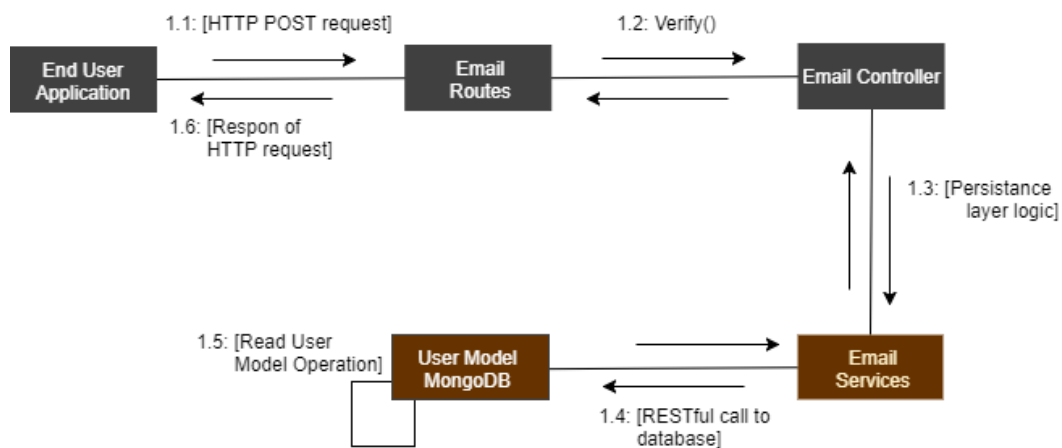 1.1: [HTTP POST request]
1.2: Verify()
End User
Application
Email
Routes
Email Controller
1.6: [Respon of
HTTP request]
1.3: [Persistance
layer logic]
1.5: [Read User
Model Operation]
User Model
MongoDB
Email
Services
1.4: [RESTful call to
database]